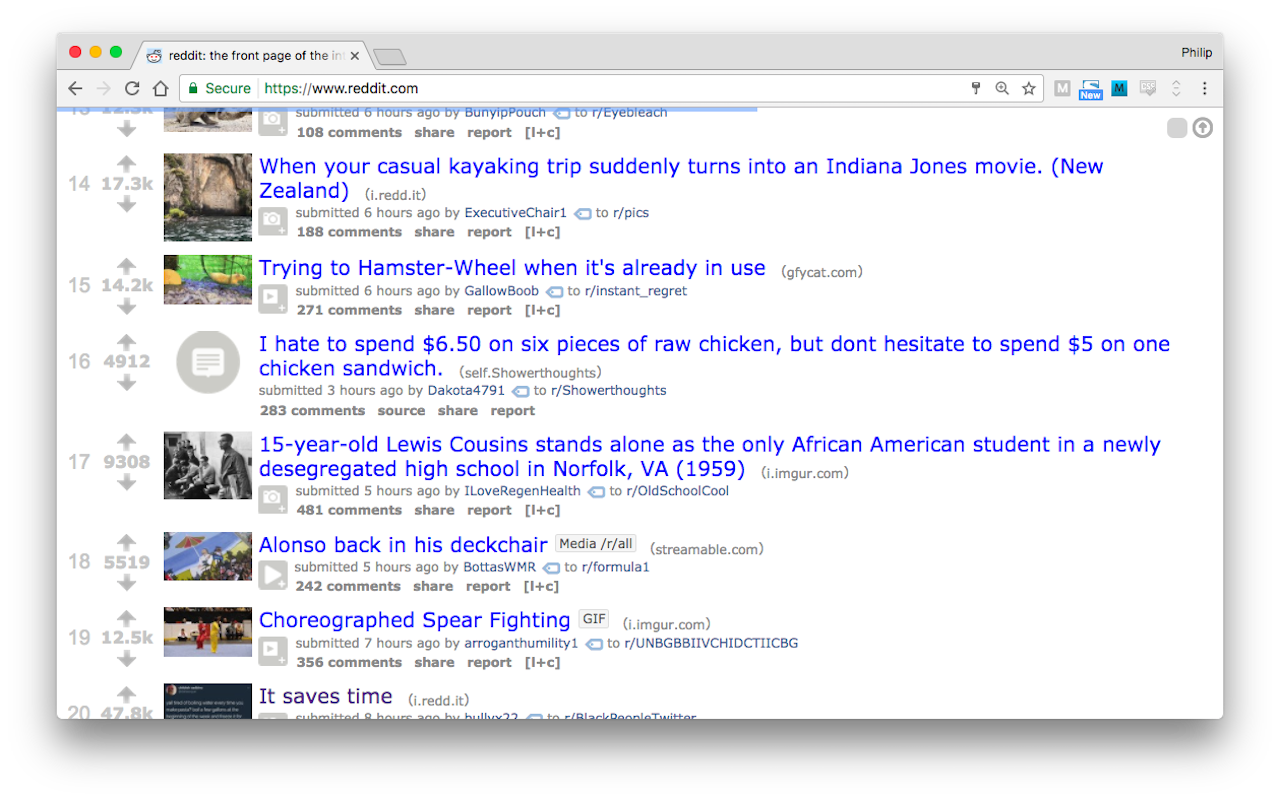 reddit: the front page of the in
Philip
Secure https://www.reddit.com
M New M
submitted 6 hours ago by BunyipPouch to r/Eyebleach
108 comments share report [l+c]
14 17.3k
When your casual kayaking trip suddenly turns into an Indiana Jones movie. (New
Zealand) (i.redd.it)
submitted 6 hours ago by ExecutiveChair1 to r/pics
188 comments share report [l+c]
15 14.2k
Trying to Hamster-Wheel when it's already in use (gfycat.com)
submitted 6 hours ago by GallowBoob to r/instant_regret
271 comments share report [l+c]
16 4912
I hate to spend $6.50 on six pieces of raw chicken, but dont hesitate to spend $5 on one
chicken sandwich. (self.Showerthoughts)
submitted 3 hours ago by Dakota4791 to r/Showerthoughts
283 comments source share report
17 9308
15-year-old Lewis Cousins stands alone as the only African American student in a newly
desegregated high school in Norfolk, VA (1959) (i.imgur.com)
submitted 5 hours ago by ILoveRegenHealth to r/OldSchoolCool
481 comments share report [l+c]
18 5519
Alonso back in his deckchair Media /r/all (streamable.com)
submitted 5 hours ago by BottasWMR to r/formula1
242 comments share report [l+c]
19 12.5k
Choreographed Spear Fighting GIF (i.imgur.com)
submitted 7 hours ago by arroganthumility1 to r/UNBGBBIIVCHIDCTIICBG
356 comments share report [l+c]
20 47.8k
It saves time (i.redd.it)
submitted 8 hours ago by bullyx22 to r/BlackPeopleTwitter